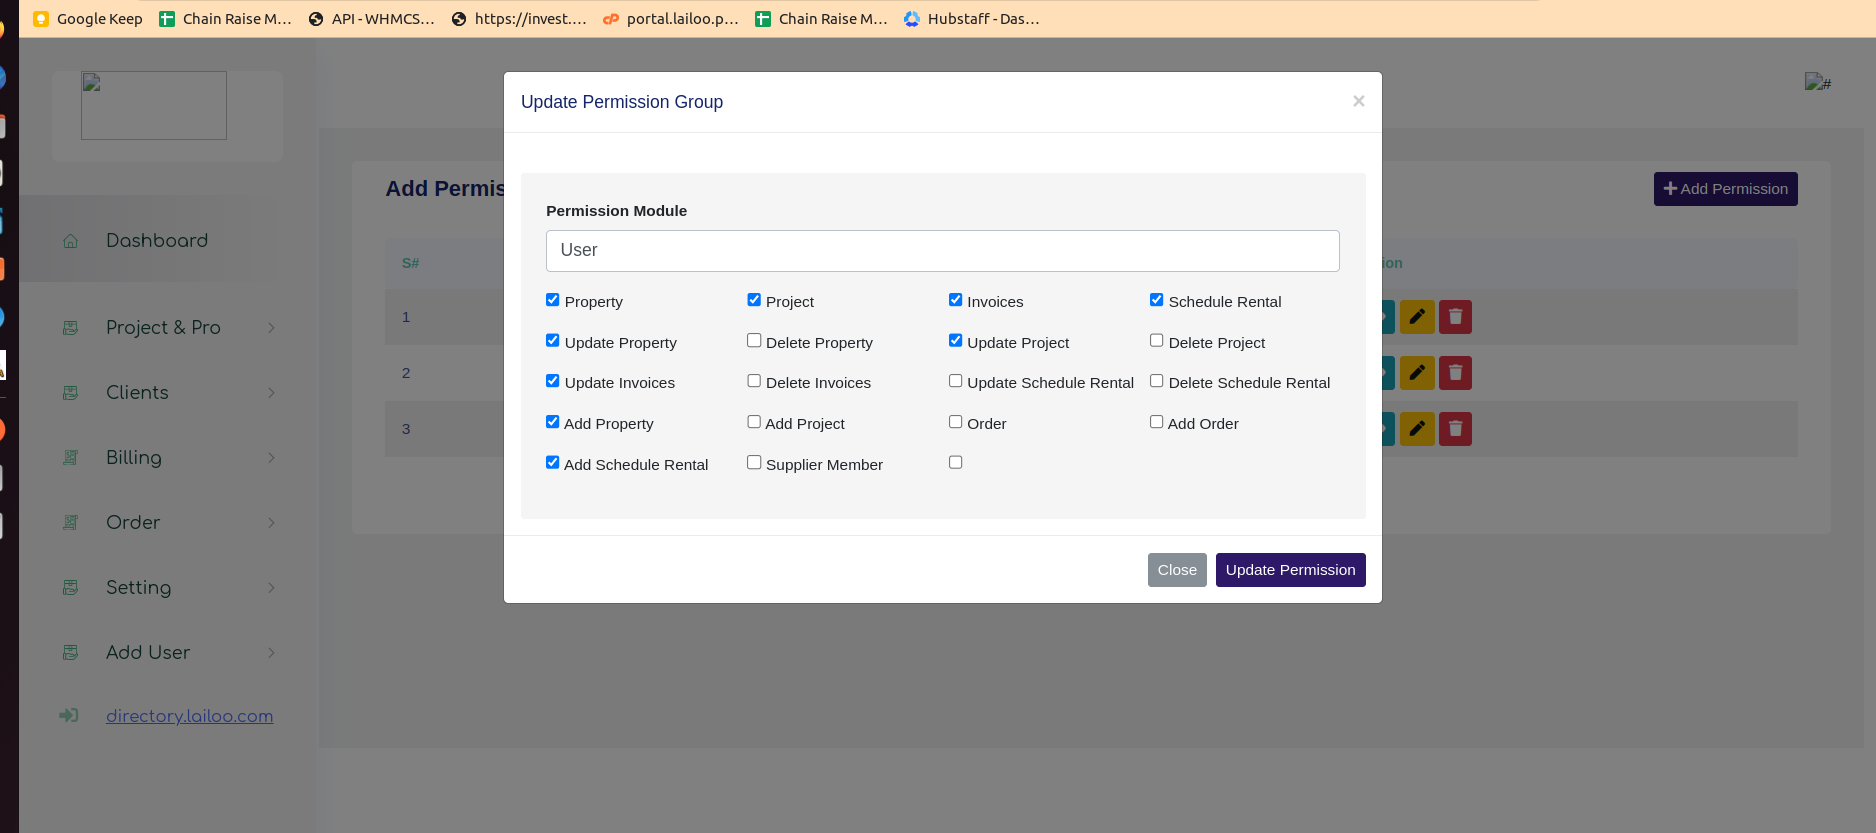 Google Keep Chain Raise M... API - WHMCS... https://invest.... portal.lailoo.p... Chain Raise M... Hubstaff - Das...
Update Permission Group ×
#
Add Permis
Add Permission
Permission Module
User
Dashboard
S#
ion
Property Project Invoices Schedule Rental
1
Project & Pro
Update Property Delete Property Update Project Delete Project
2
Update Invoices Delete Invoices Update Schedule Rental Delete Schedule Rental
Clients
Add Property Add Project Order Add Order
3
Billing
Add Schedule Rental Supplier Member
Order
Close Update Permission
Setting
Add User
directory.lailoo.com